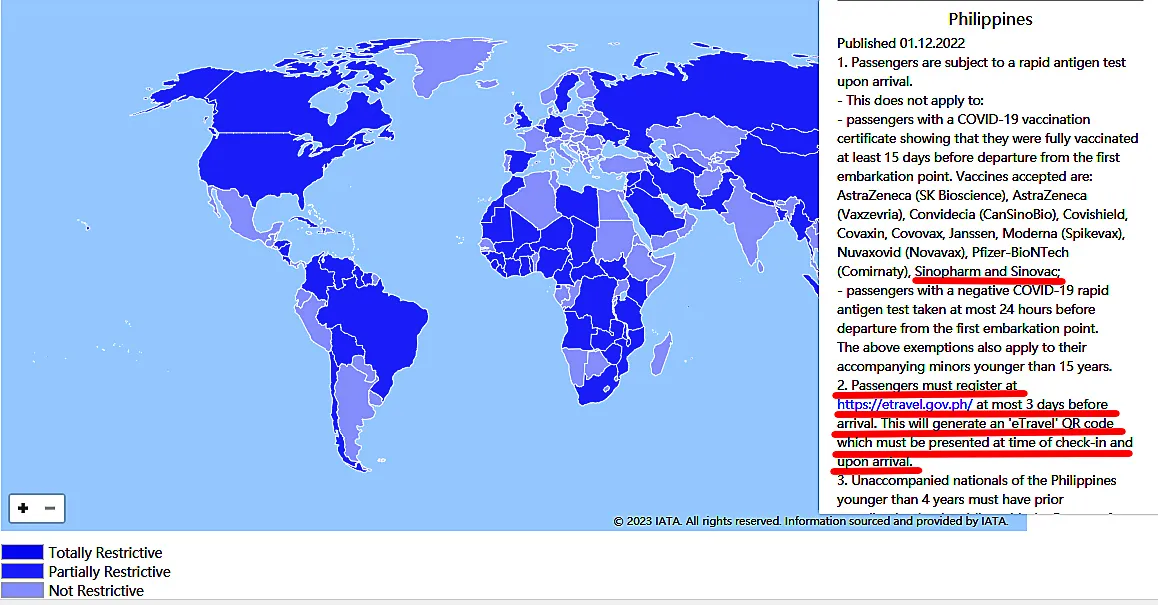 Philippines
Published 01.12.2022
1. Passengers are subject to a rapid antigen test
upon arrival.
- This does not apply to:
- passengers with a COVID-19 vaccination
certificate showing that they were fully vaccinated
at least 15 days before departure from the first
embarkation point. Vaccines accepted are:
AstraZeneca (SK Bioscience), AstraZeneca
(Vaxzevria), Convidecia (CanSinoBio), Covishield,
Covaxin, Covovax, Janssen, Moderna (Spikevax),
Nuvaxovid (Novavax), Pfizer-BioNTech
(Comirnaty), Sinopharm and Sinovac;
- passengers with a negative COVID-19 rapid
antigen test taken at most 24 hours before
departure from the first embarkation point.
The above exemptions also apply to their
accompanying minors younger than 15 years.
2. Passengers must register at
https://etravel.gov.ph/ at most 3 days before
arrival. This will generate an 'eTravel' QR code
which must be presented at time of check-in and
upon arrival.
3. Unaccompanied nationals of the Philippines
younger than 4 years must have prior
© 2023 IATA. All rights reserved. Information sourced and provided by IATA.
Totally Restrictive
Partially Restrictive
Not Restrictive